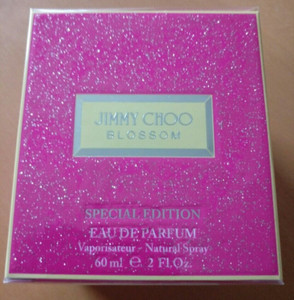 JIMMY CHOO
BLOSSOM
SPECIAL EDITION
EAU DE PARFUM
Vaporisateur - Natural Spray
60 ml ℮ 2 FL.Oz.